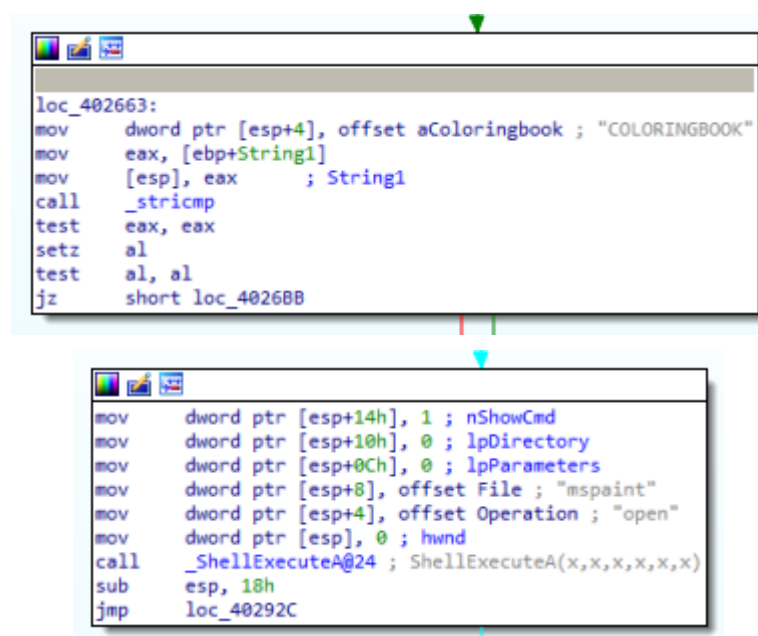 loc_402663:
mov dword ptr [esp+4], offset aColoringbook ; "COLORINGBOOK"
mov eax, [ebp+String1]
mov [esp], eax ; String1
call _stricmp
test eax, eax
setz al
test al, al
jz short loc_4026BB
mov dword ptr [esp+14h], 1 ; nShowCmd
mov dword ptr [esp+10h], 0 ; lpDirectory
mov dword ptr [esp+0Ch], 0 ; lpParameters
mov dword ptr [esp+8], offset File ; "mspaint"
mov dword ptr [esp+4], offset Operation ; "open"
mov dword ptr [esp], 0 ; hwnd
call _ShellExecuteA@24 ; ShellExecuteA(x,x,x,x,x,x)
sub esp, 18h
jmp loc_40292C